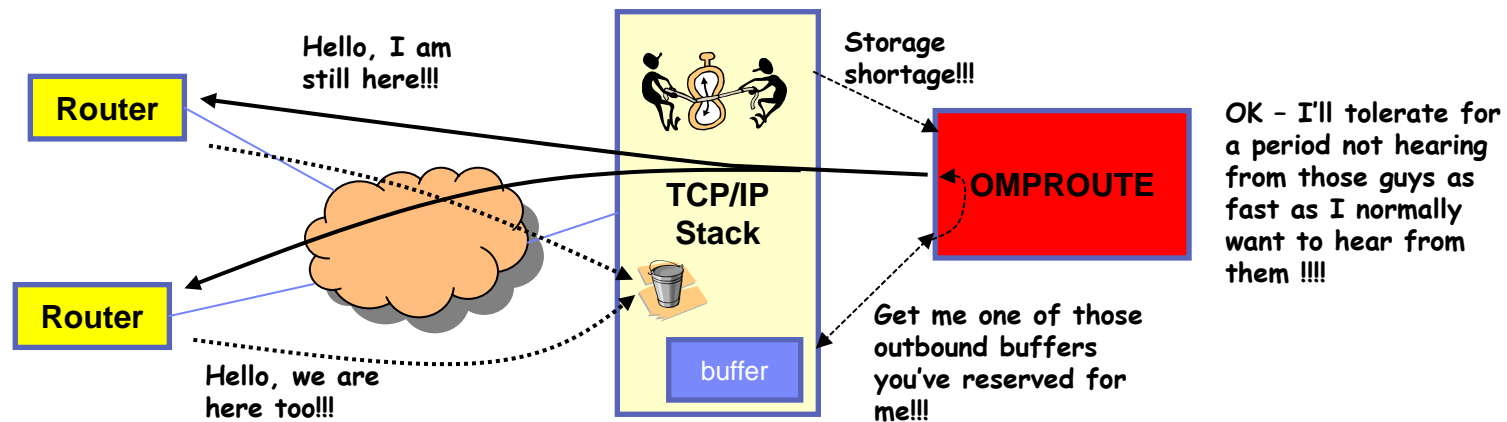 Hello, I am
still here!!!
Router
Router
Hello, we are
here too!!!
TCP/IP
Stack
buffer
Storage
shortage!!!
OMPROUTE
Get me one of those
outbound buffers
you’ve reserved for
me!!!
OK – I’ll tolerate for
a period not hearing
from those guys as
fast as I normally
want to hear from
them !!!!